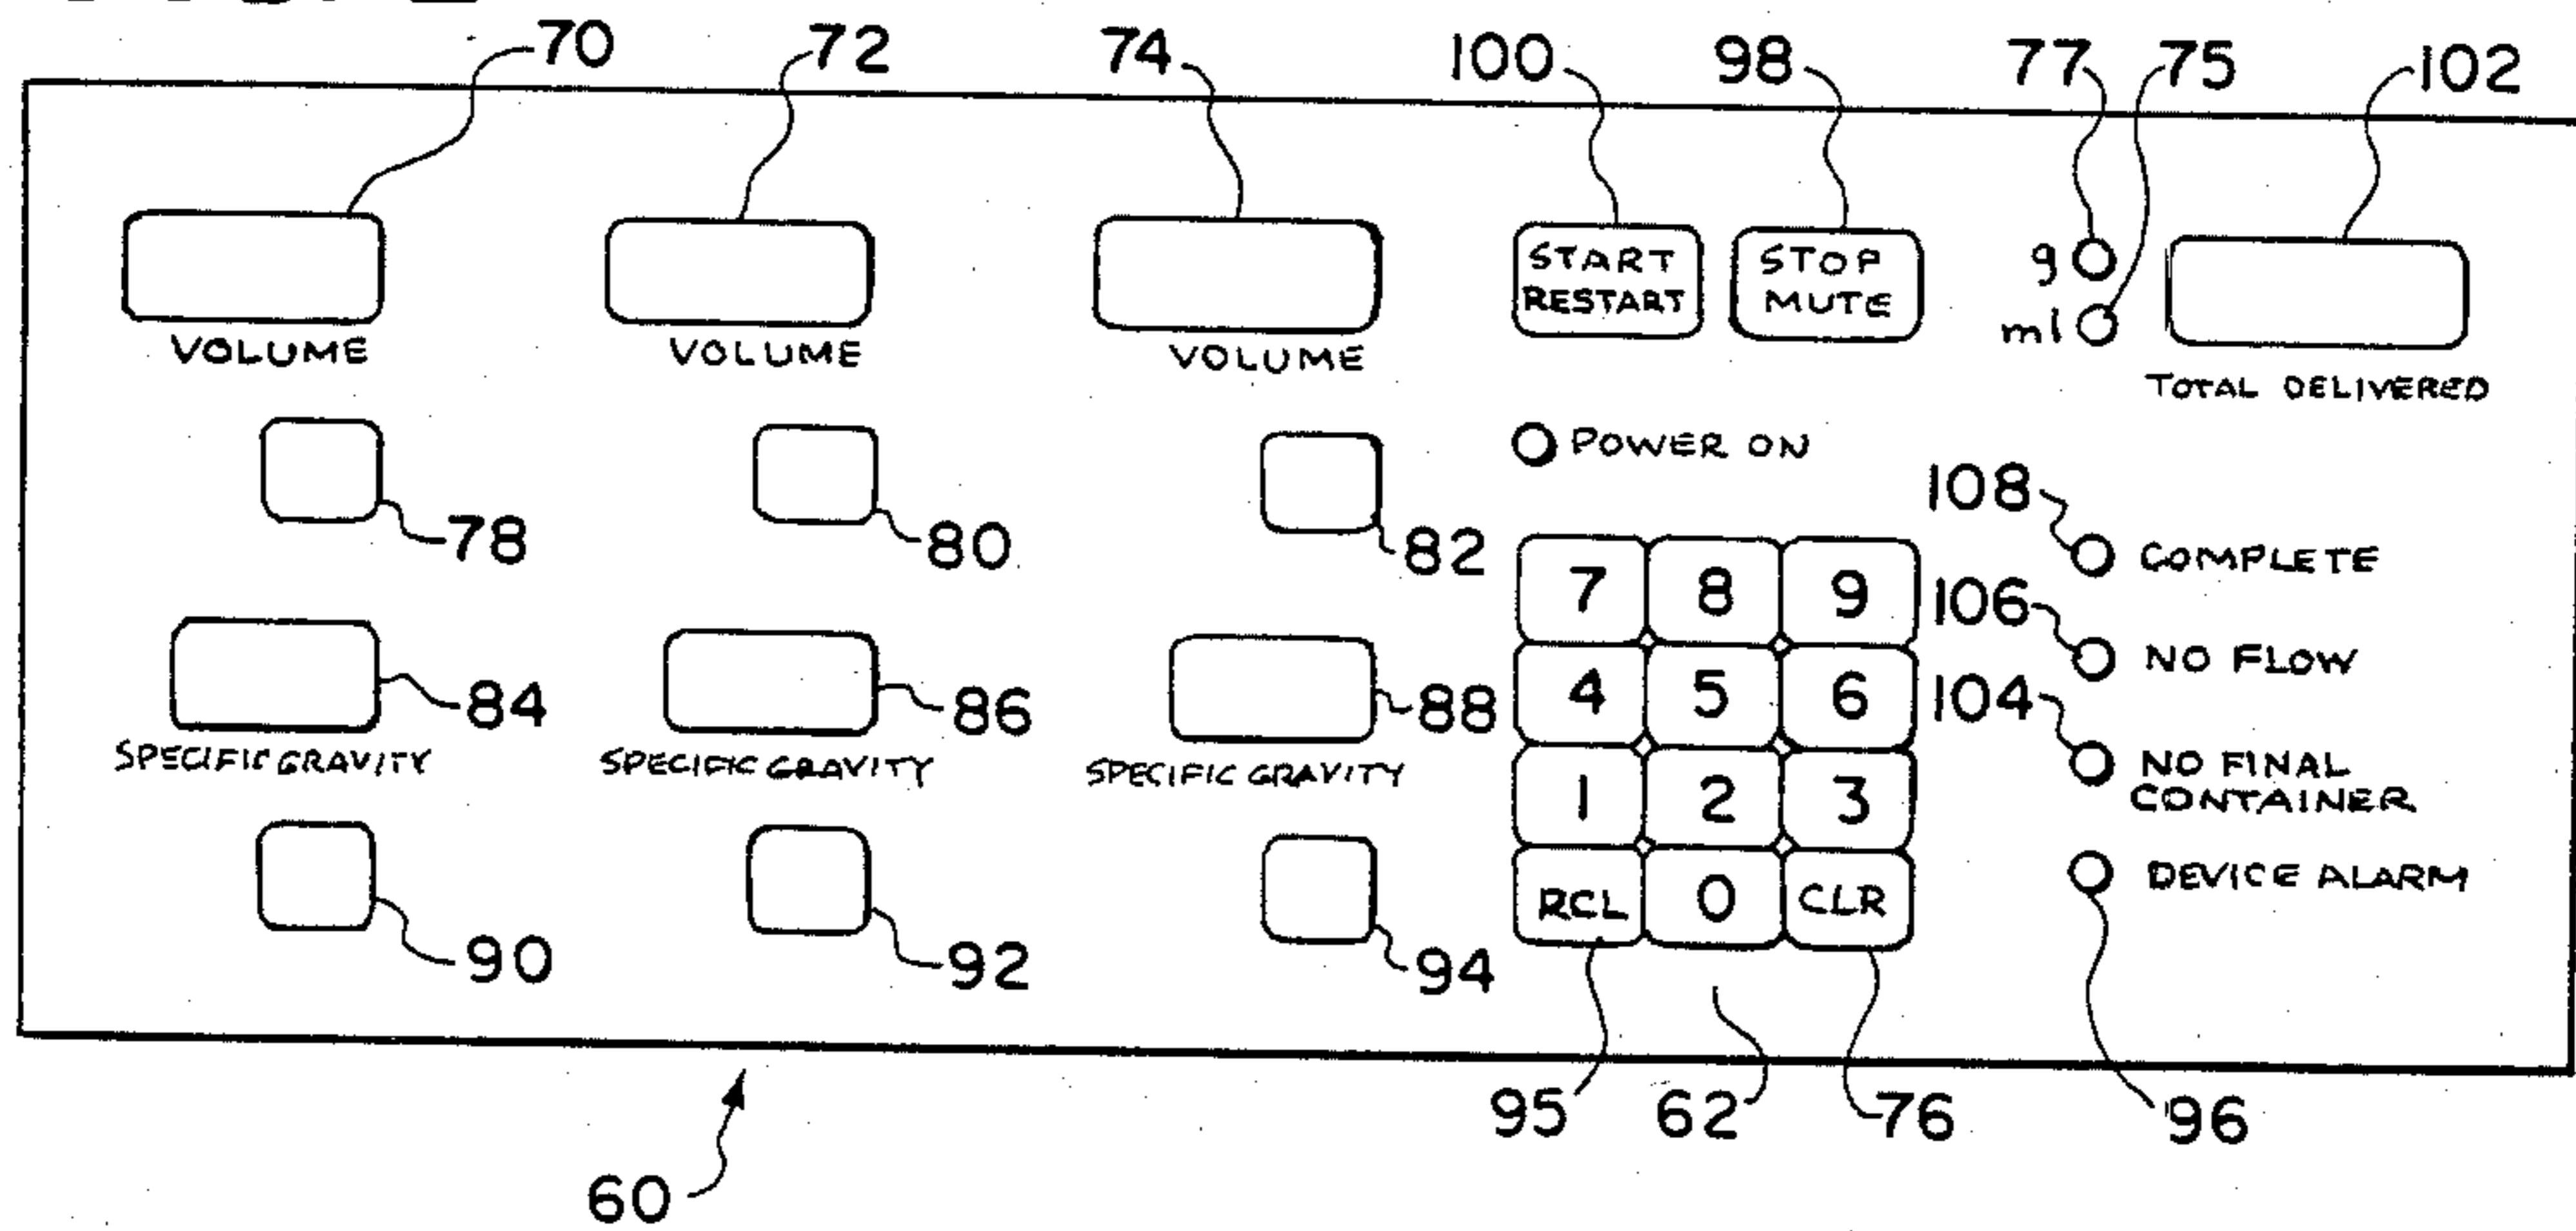 70 72 74 100 98 77 75 102
START STOP g
RESTART MUTE ml
VOLUME VOLUME VOLUME TOTAL DELIVERED
POWER ON
78 80 82 108 COMPLETE
7 8 9 106 NO FLOW
84 86 88 4 5 6 104
SPECIFIC GRAVITY SPECIFIC GRAVITY SPECIFIC GRAVITY NO FINAL
1 2 3 CONTAINER
RCL 0 CLR DEVICE ALARM
90 92 94
95 62 76 96
60